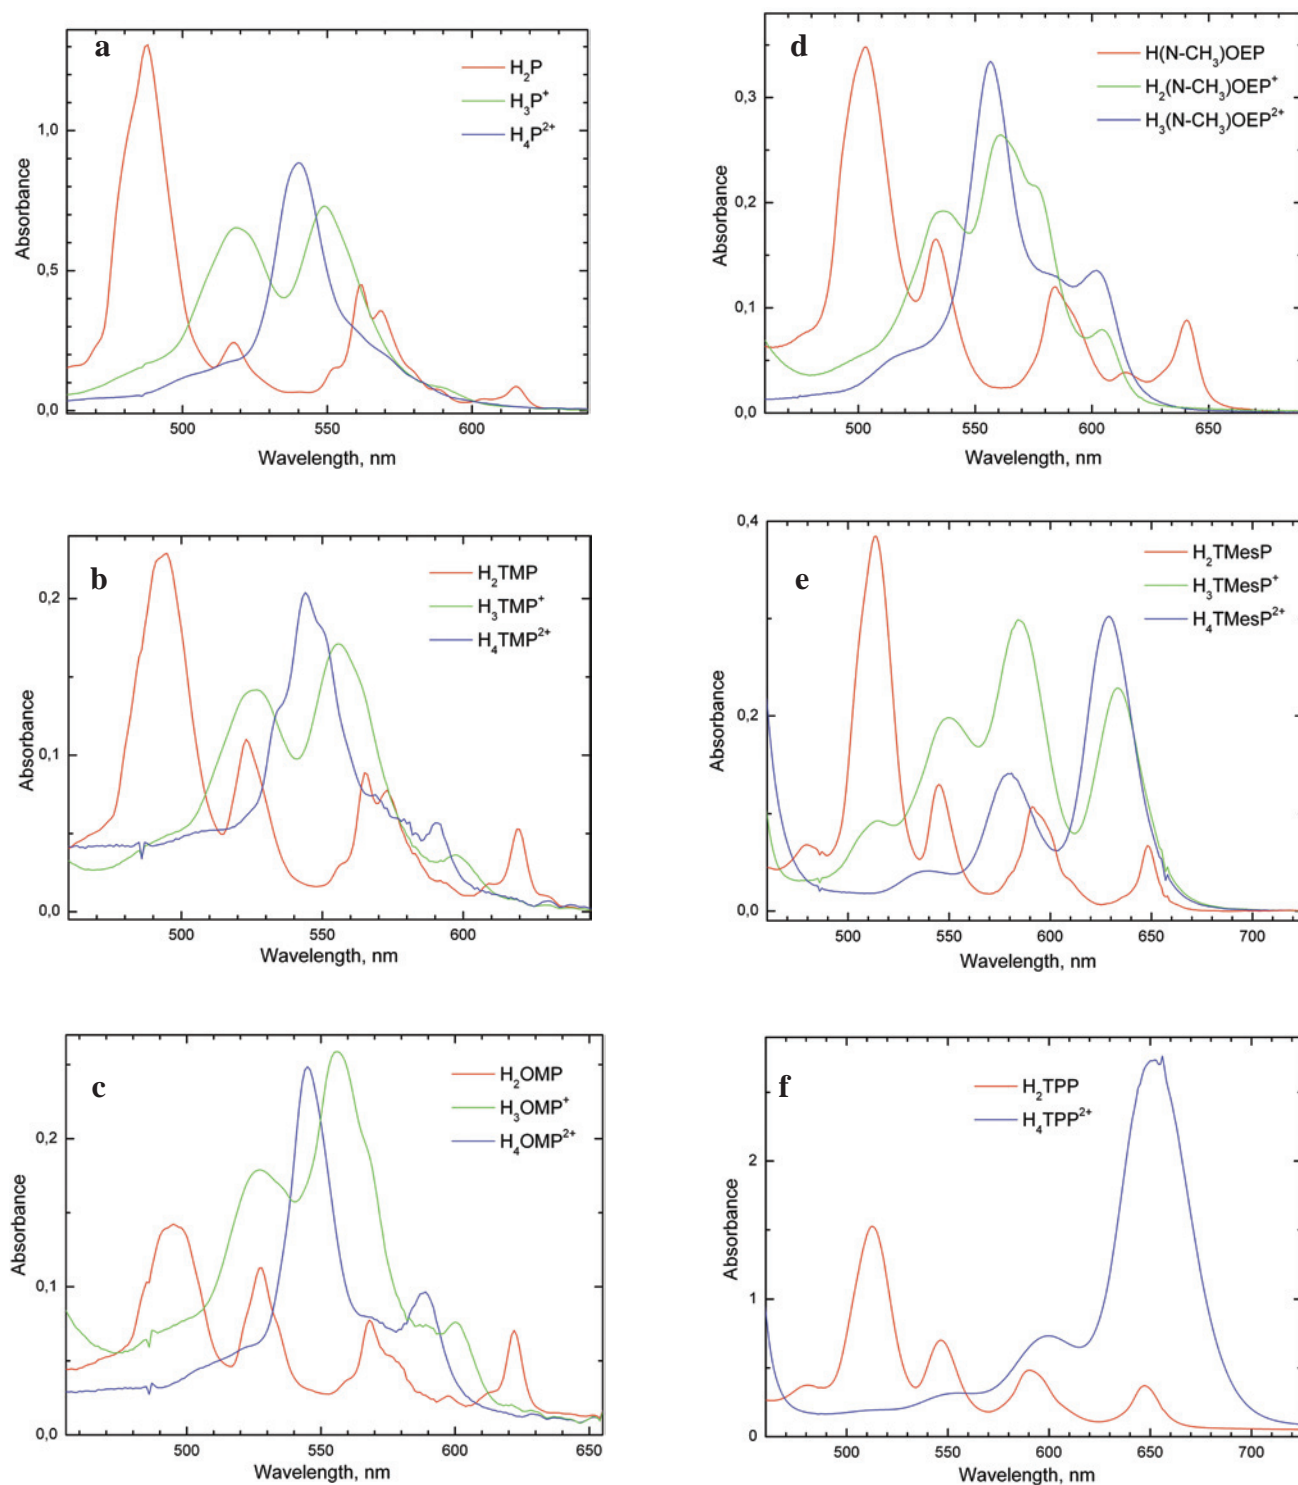 a
H₂P
H₃P⁺
H₄P²⁺
1,0
0,5
0,0
500
550
600
Absorbance
Wavelength, nm
d
H(N-CH₃)OEP
H₂(N-CH₃)OEP⁺
H₃(N-CH₃)OEP²⁺
0,3
0,2
0,1
0,0
500
550
600
650
Absorbance
Wavelength, nm
b
H₂TMP
H₃TMP⁺
H₄TMP²⁺
0,2
0,1
0,0
500
550
600
Absorbance
Wavelength, nm
e
H₂TMesP
H₃TMesP⁺
H₄TMesP²⁺
0,4
0,2
0,0
500
550
600
650
700
Absorbance
Wavelength, nm
c
H₂OMP
H₃OMP⁺
H₄OMP²⁺
0,2
0,1
0,0
500
550
600
650
Absorbance
Wavelength, nm
f
H₂TPP
H₄TPP²⁺
2
1
0
500
550
600
650
700
Absorbance
Wavelength, nm